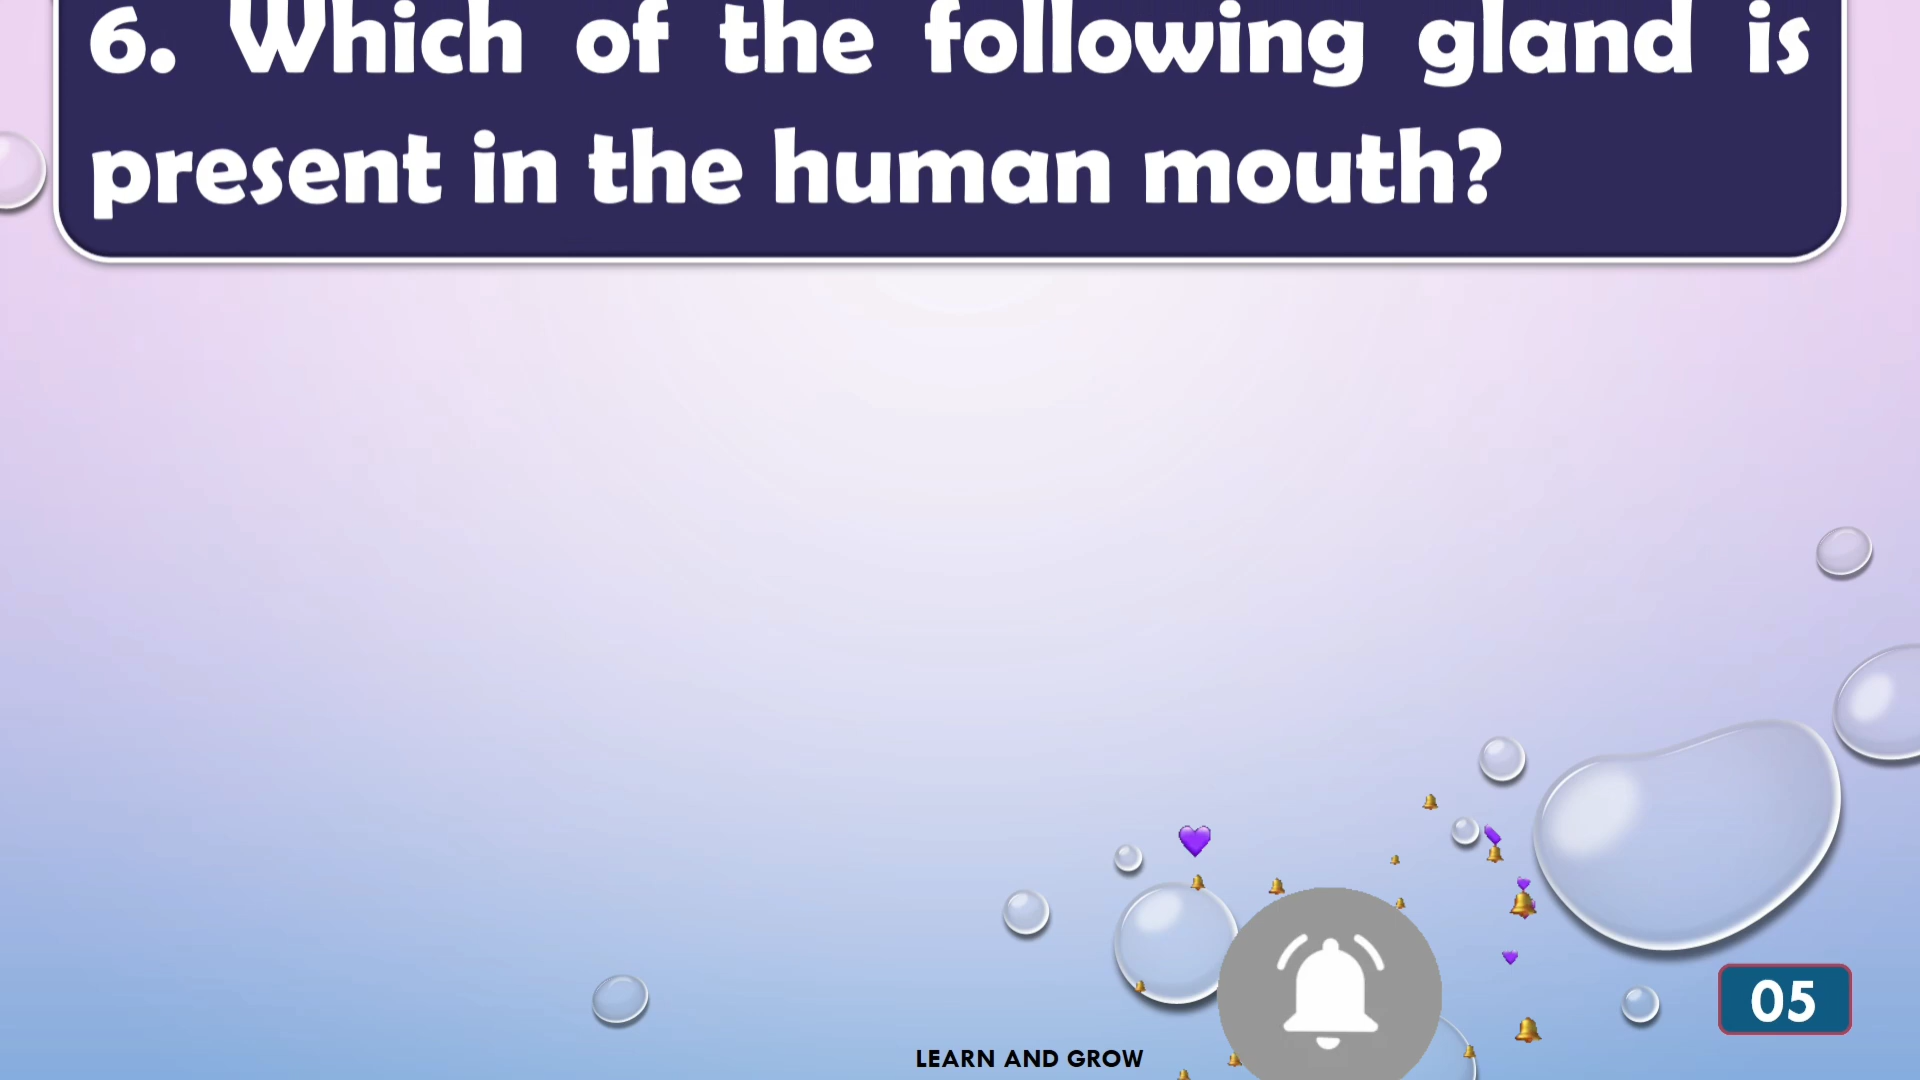 6. Which of the following gland is
present in the human mouth?
05
LEARN AND GROW